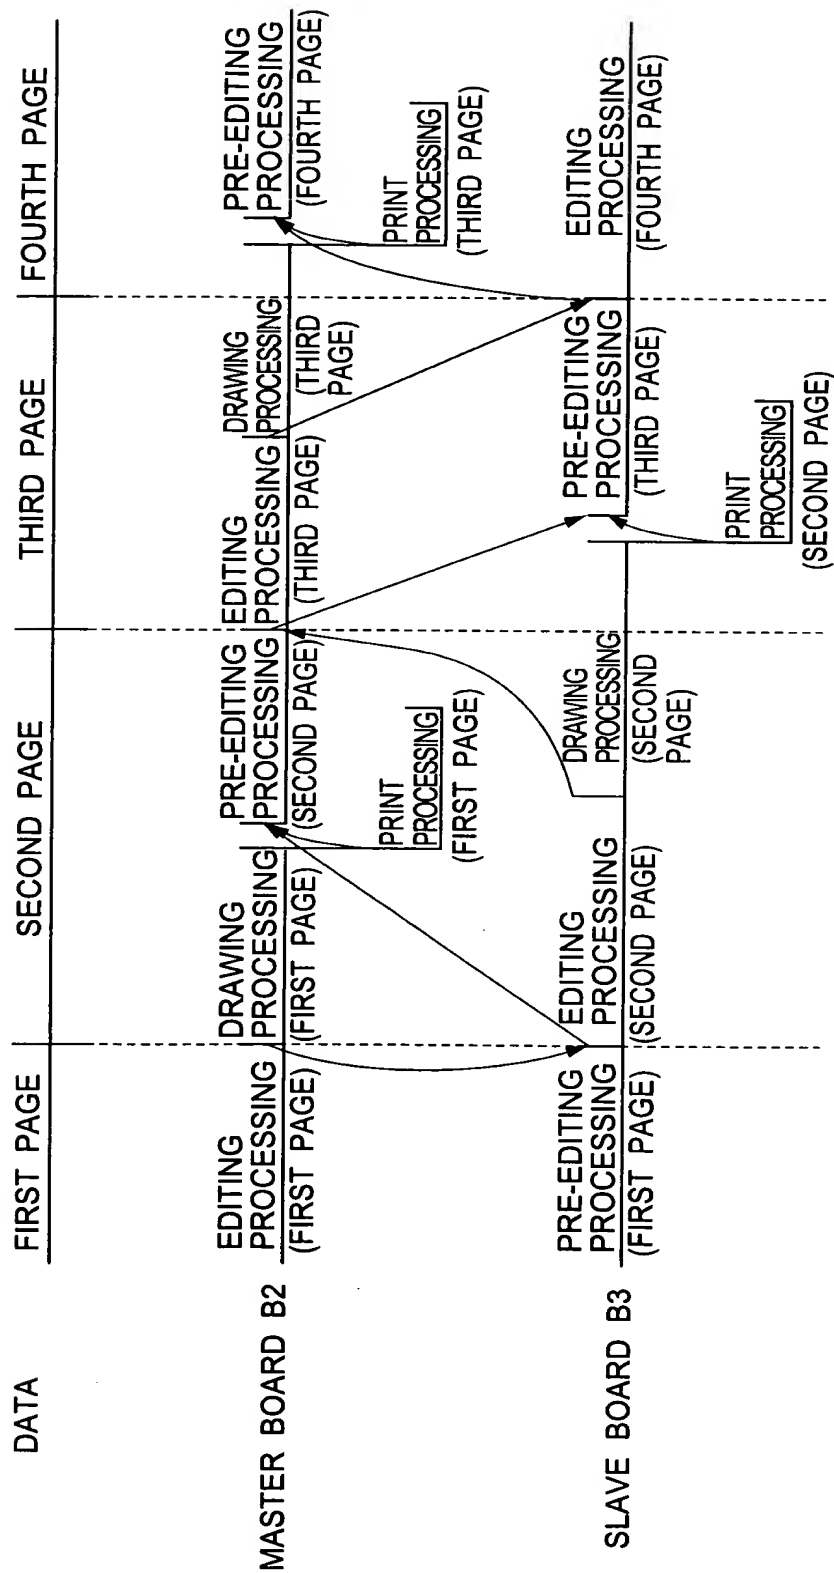 DATA
FIRST PAGE
SECOND PAGE
THIRD PAGE
FOURTH PAGE
MASTER BOARD B2
EDITING
PROCESSING
(FIRST PAGE)
DRAWING
PROCESSING
(FIRST PAGE)
PRE-EDITING
PROCESSING
(SECOND PAGE)
EDITING
PROCESSING
(THIRD PAGE)
DRAWING
PROCESSING
(THIRD
PAGE)
PRE-EDITING
PROCESSING
(FOURTH PAGE)
PRINT
PROCESSING
(FIRST PAGE)
PRINT
PROCESSING
(THIRD PAGE)
SLAVE BOARD B3
PRE-EDITING
PROCESSING
(FIRST PAGE)
EDITING
PROCESSING
(SECOND PAGE)
DRAWING
PROCESSING
(SECOND
PAGE)
PRE-EDITING
PROCESSING
(THIRD PAGE)
EDITING
PROCESSING
(FOURTH PAGE)
PRINT
PROCESSING
(SECOND PAGE)